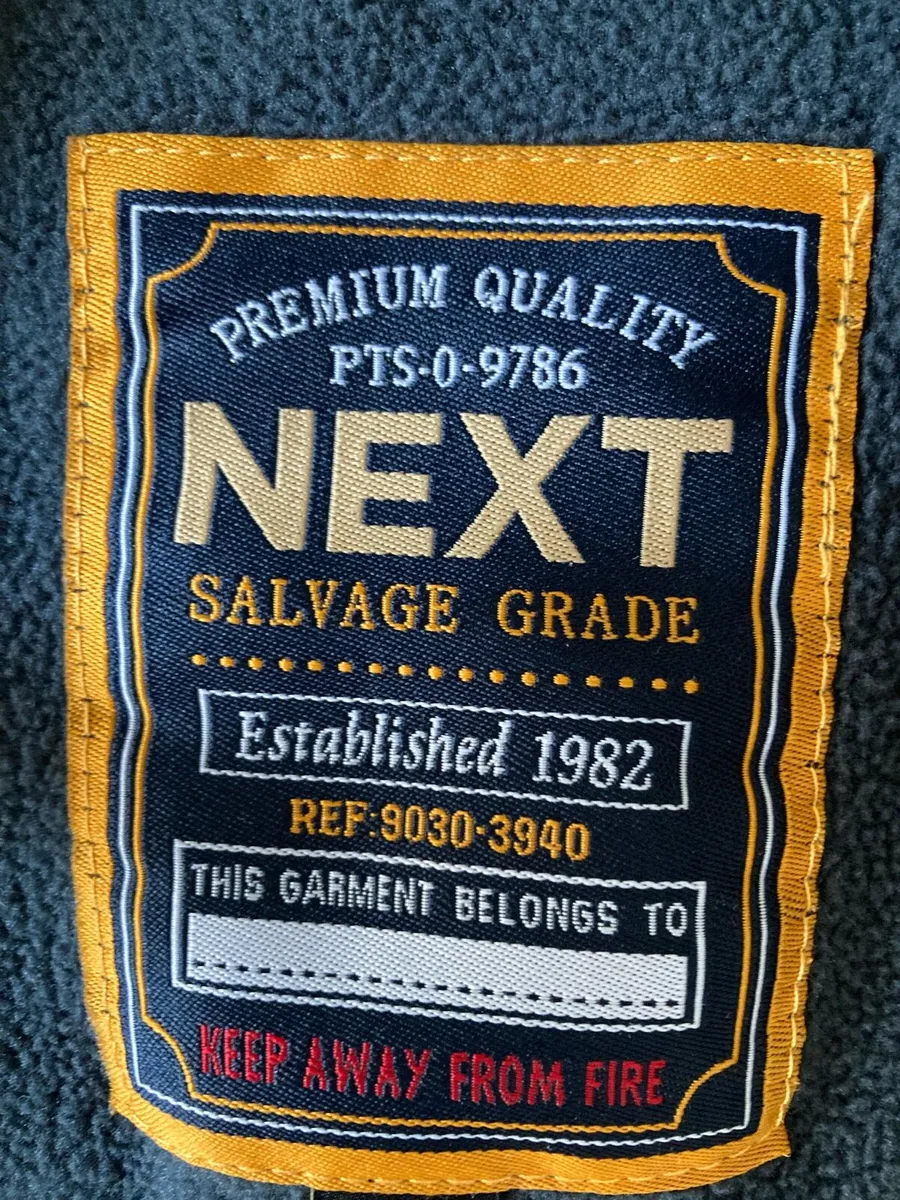 PREMIUM QUALITY
PTS-0-9786
NEXT
SALVAGE GRADE
Established 1982
REF:9030-3940
THIS GARMENT BELONGS TO
KEEP AWAY FROM FIRE